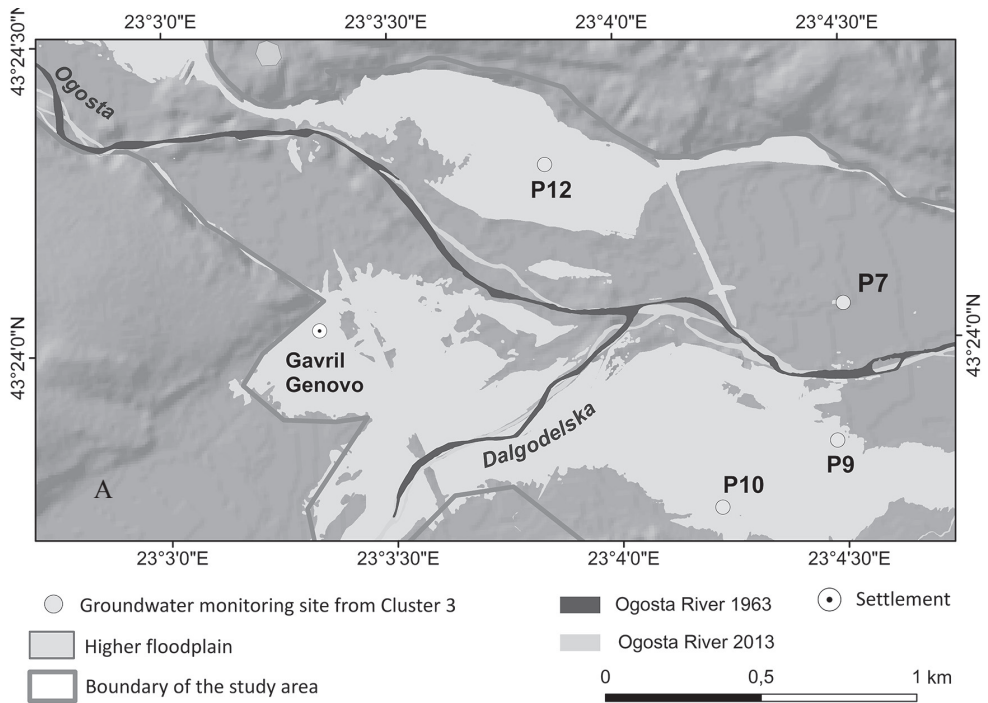 23°3'0"E 23°3'30"E 23°4'0"E 23°4'30"E
43°24'30"N
Ogosta
P12
P7
43°24'0"N
43°24'0"N
Gavril
Genovo
Dalgodelska
P9
P10
A
23°3'0"E 23°3'30"E 23°4'0"E 23°4'30"E
Groundwater monitoring site from Cluster 3
Higher floodplain
Boundary of the study area
Ogosta River 1963
Ogosta River 2013
Settlement
0 0,5 1 km